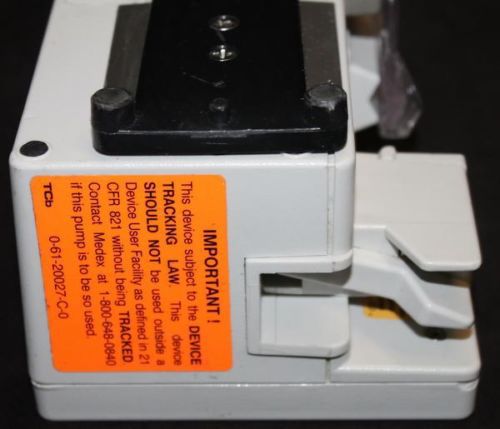 IMPORTANT !
This device subject to the DEVICE
TRACKING LAW. This device
SHOULD NOT be used outside a
Device User Facility as defined in 21
CFR 821 without being TRACKED
Contact Medex, at 1-800-648-0840
if this pump is to be so used.
TCb 0-61-20027-C-0